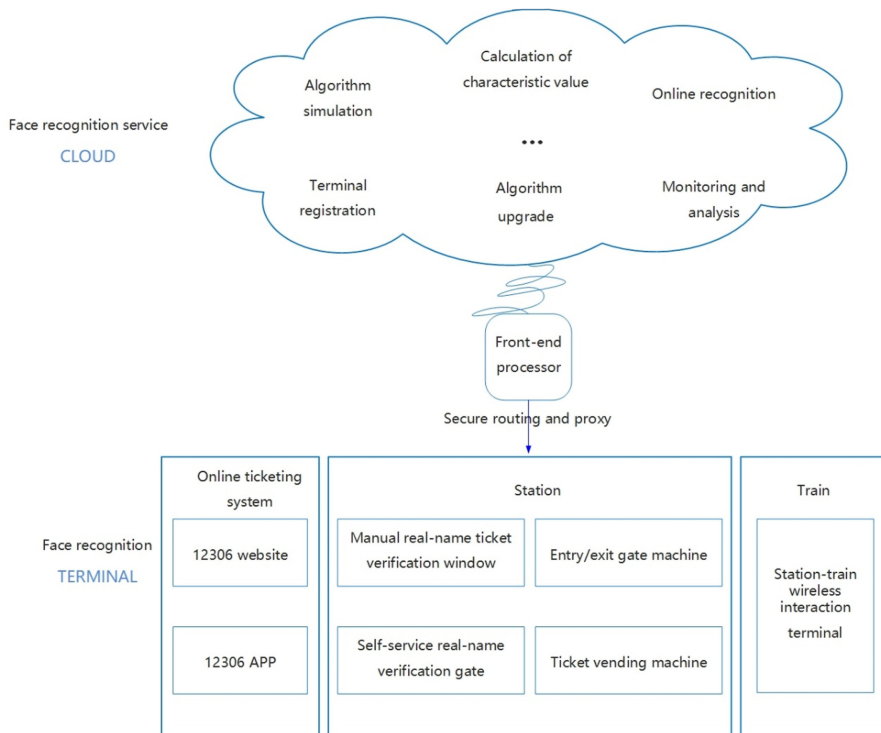 Calculation of
characteristic value
Algorithm
simulation
Online recognition
Face recognition service
CLOUD
...
Terminal
registration
Algorithm
upgrade
Monitoring and
analysis
Front-end
processor
Secure routing and proxy
Online ticketing
system
Station
Train
Face recognition
TERMINAL
12306 website
Manual real-name ticket
verification window
Entry/exit gate machine
Station-train
wireless
interaction
terminal
12306 APP
Self-service real-name
verification gate
Ticket vending machine